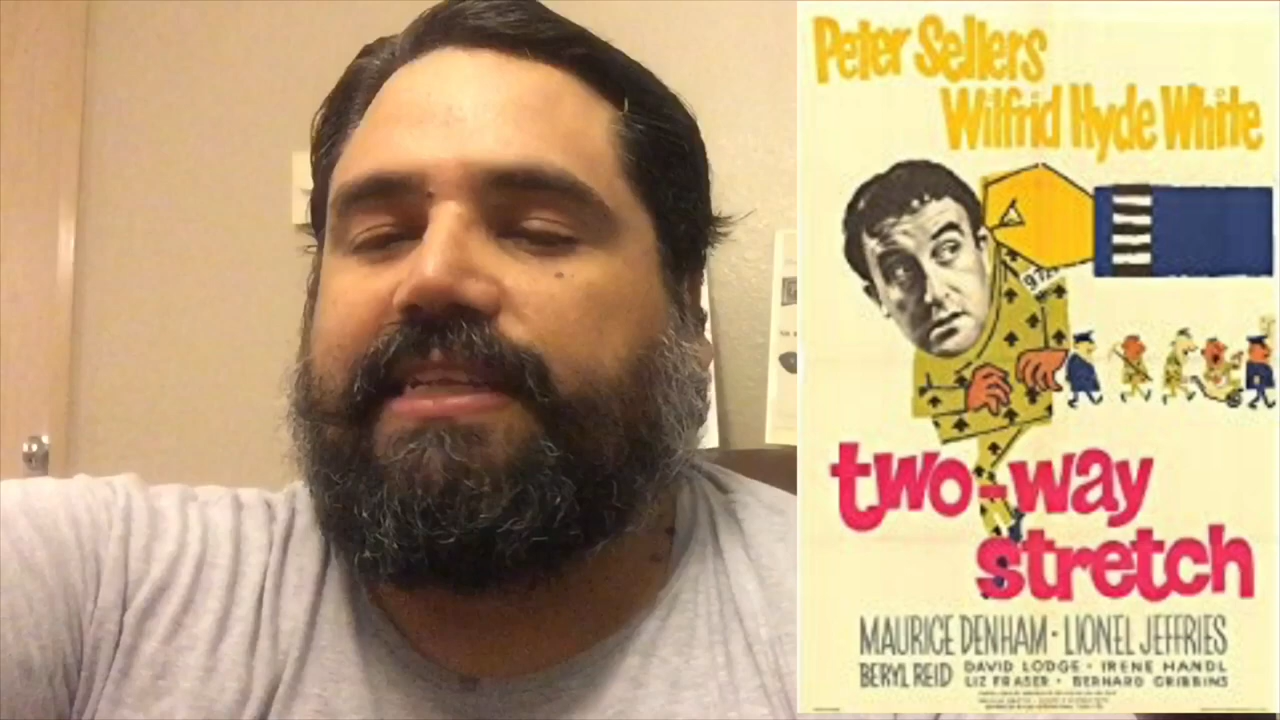 Peter Sellers
Wilfrid Hyde White
two-way
stretch
MAURICE DENHAM · LIONEL JEFFRIES
BERYL REID
DAVID LODGE · IRENE HANDL
LIZ FRASER · BERNARD CRIBBINS